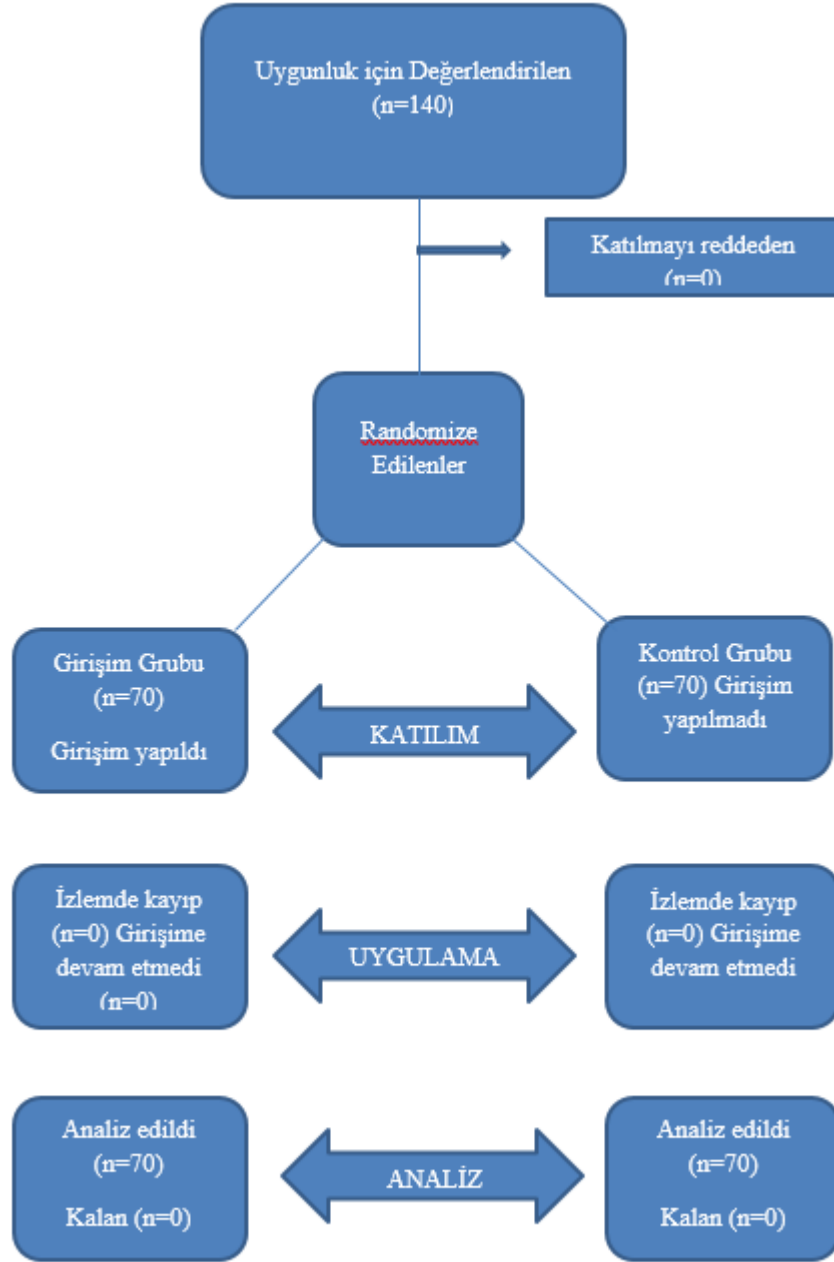 Uygunluk için Değerlendirilen
(n=140)
Katılmayı reddeden
(n=0)
Randomize
Edilenler
Girişim Grubu
(n=70)
Girişim yapıldı
KATILIM
Kontrol Grubu
(n=70) Girişim
yapılmadı
İzlemde kayıp
(n=0) Girişime
devam etmedi
(n=0)
UYGULAMA
İzlemde kayıp
(n=0) Girişime
devam etmedi
Analiz edildi
(n=70)
Kalan (n=0)
ANALİZ
Analiz edildi
(n=70)
Kalan (n=0)